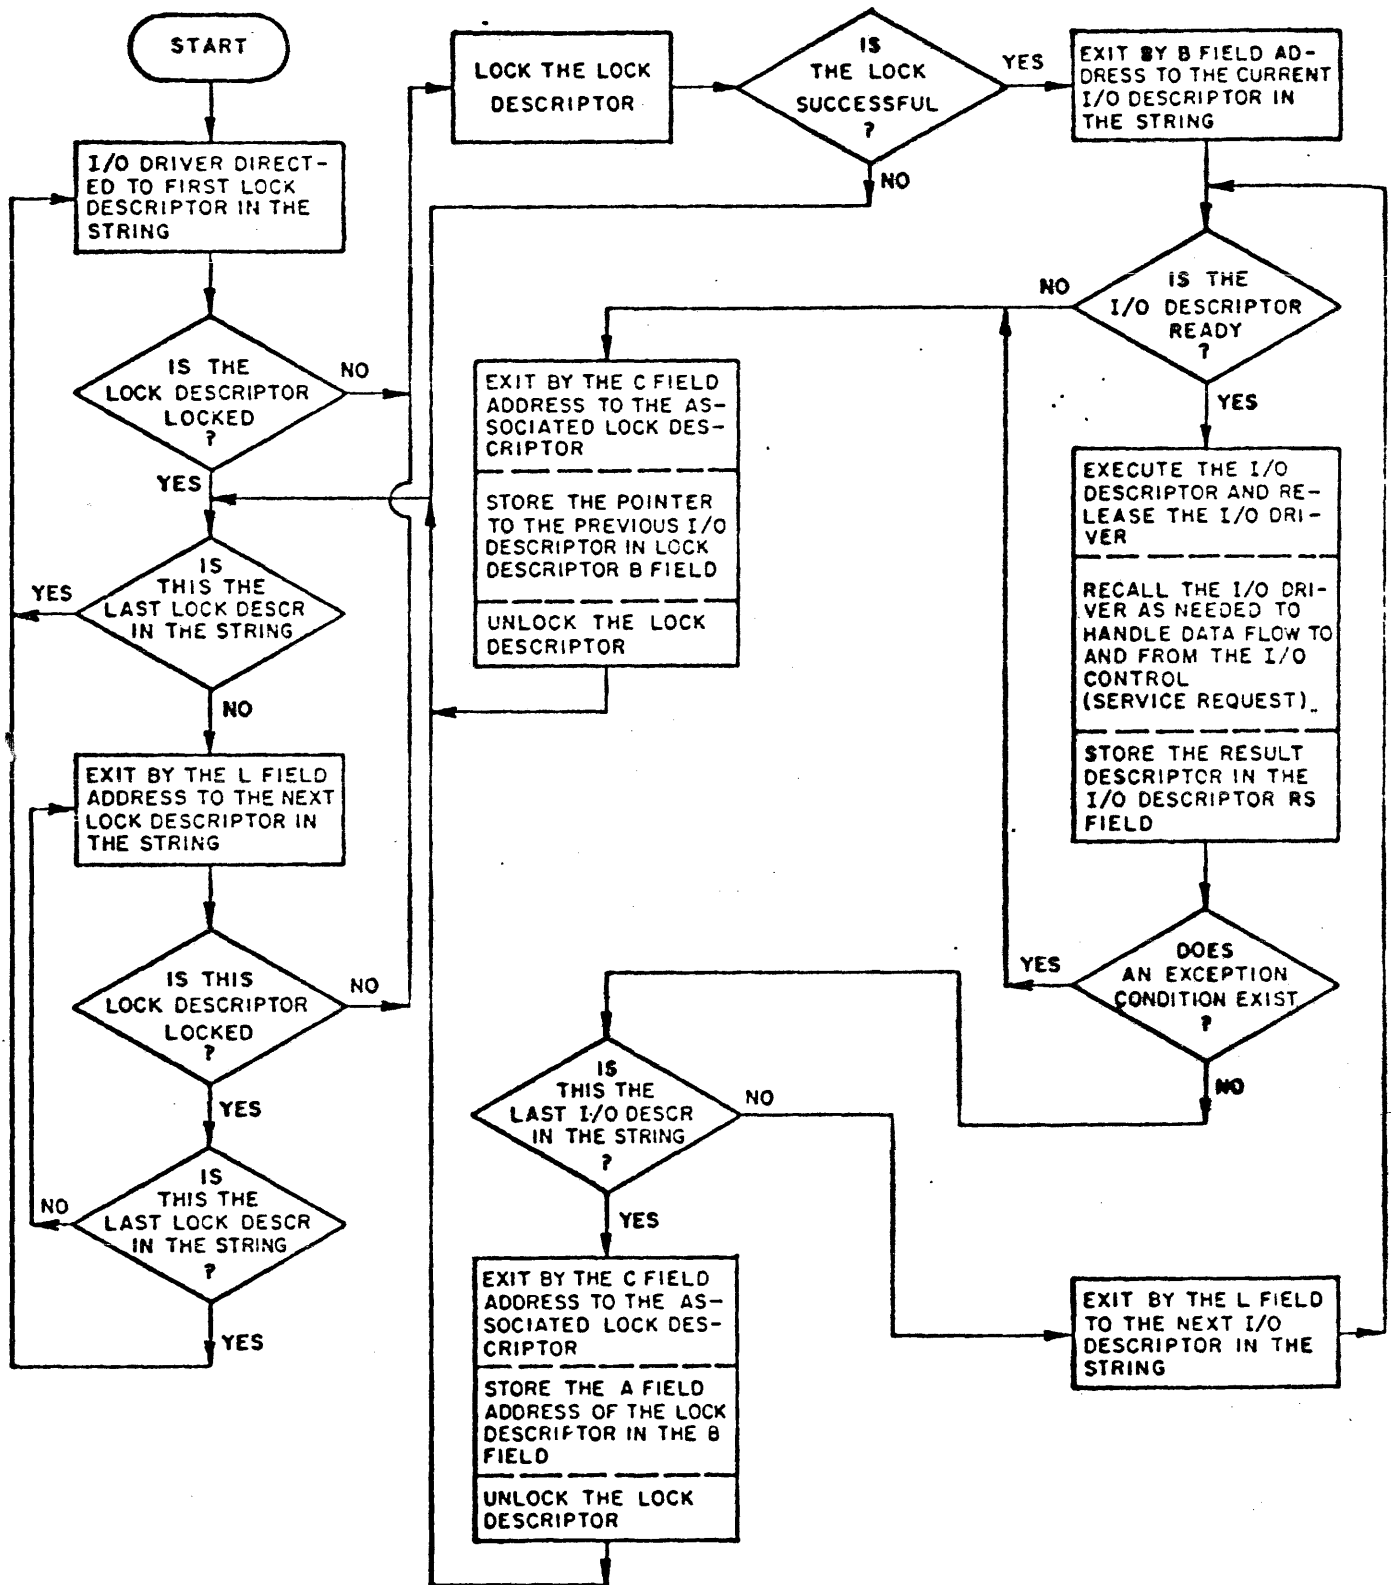 START
I/O DRIVER DIRECT-
ED TO FIRST LOCK
DESCRIPTOR IN THE
STRING
IS THE
LOCK DESCRIPTOR
LOCKED
?
NO
YES
IS
THIS THE
LAST LOCK DESCR
IN THE STRING
YES
NO
EXIT BY THE L FIELD
ADDRESS TO THE NEXT
LOCK DESCRIPTOR IN
THE STRING
IS THIS
LOCK DESCRIPTOR
LOCKED
?
NO
YES
IS
THIS THE
LAST LOCK DESCR
IN THE STRING
?
NO
YES
LOCK THE LOCK
DESCRIPTOR
IS
THE LOCK
SUCCESSFUL
?
YES
NO
EXIT BY B FIELD AD-
DRESS TO THE CURRENT
I/O DESCRIPTOR IN
THE STRING
IS THE
I/O DESCRIPTOR
READY
?
NO
YES
EXIT BY THE C FIELD
ADDRESS TO THE AS-
SOCIATED LOCK DES-
CRIPTOR
STORE THE POINTER
TO THE PREVIOUS I/O
DESCRIPTOR IN LOCK
DESCRIPTOR B FIELD
UNLOCK THE LOCK
DESCRIPTOR
EXECUTE THE I/O
DESCRIPTOR AND RE-
LEASE THE I/O DRI-
VER
RECALL THE I/O DRI-
VER AS NEEDED TO
HANDLE DATA FLOW TO
AND FROM THE I/O
CONTROL
(SERVICE REQUEST).
STORE THE RESULT
DESCRIPTOR IN THE
I/O DESCRIPTOR RS
FIELD
DOES
AN EXCEPTION
CONDITION EXIST
?
YES
NO
IS
THIS THE
LAST I/O DESCR
IN THE STRING
?
NO
YES
EXIT BY THE C FIELD
ADDRESS TO THE AS-
SOCIATED LOCK DES-
CRIPTOR
STORE THE A FIELD
ADDRESS OF THE LOCK
DESCRIPTOR IN THE B
FIELD
UNLOCK THE LOCK
DESCRIPTOR
EXIT BY THE L FIELD
TO THE NEXT I/O
DESCRIPTOR IN THE
STRING